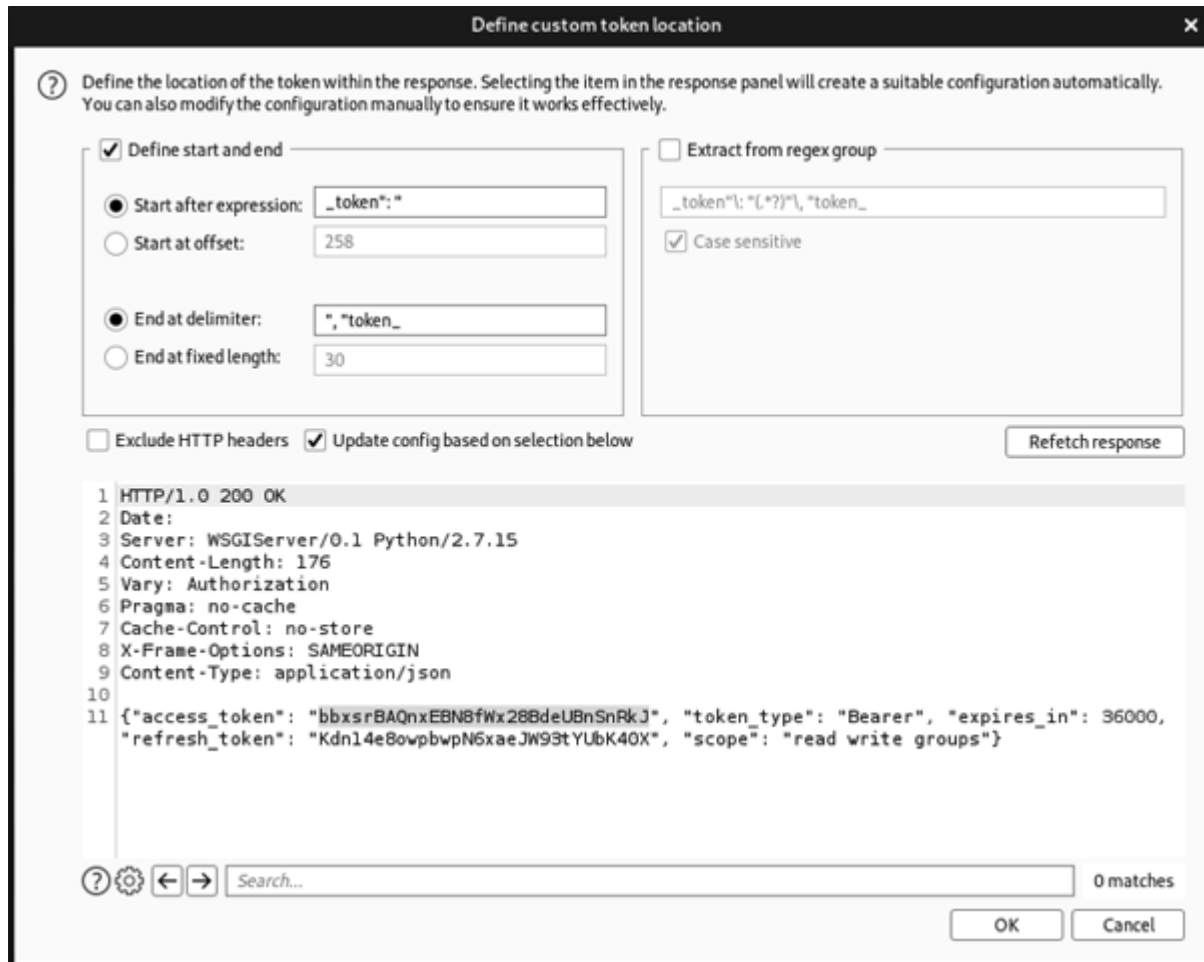 Define custom token location
Define the location of the token within the response. Selecting the item in the response panel will create a suitable configuration automatically.
You can also modify the configuration manually to ensure it works effectively.
Define start and end
Start after expression: _token": "
Start at offset: 258
End at delimiter: ", "token_
End at fixed length: 30
Extract from regex group
_token"\: "(.*?)"\, "token_
Case sensitive
Exclude HTTP headers Update config based on selection below Refetch response
1 HTTP/1.0 200 OK
2 Date:
3 Server: WSGIServer/0.1 Python/2.7.15
4 Content-Length: 176
5 Vary: Authorization
6 Pragma: no-cache
7 Cache-Control: no-store
8 X-Frame-Options: SAMEORIGIN
9 Content-Type: application/json
10
11 {"access_token": "bbxsrBAQnxEBN8fWx28BdeUBnSnRkJ", "token_type": "Bearer", "expires_in": 36000,
"refresh_token": "Kdnl4e8owpbwpN6xaeJW93tYUbK40X", "scope": "read write groups"}
Search... 0 matches
OK Cancel